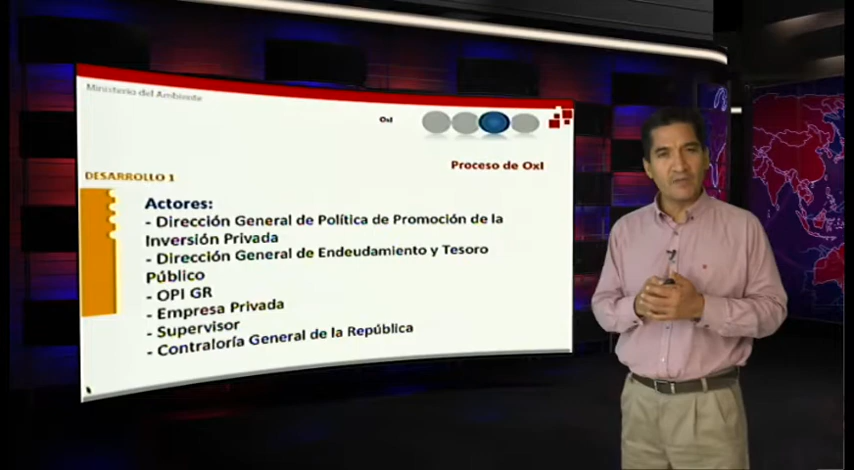 Ministerio del Ambiente
OxI
Proceso de OxI
DESARROLLO 1
Actores:
- Dirección General de Política de Promoción de la
Inversión Privada
- Dirección General de Endeudamiento y Tesoro
Público
- OPI GR
- Empresa Privada
- Supervisor
- Contraloría General de la República